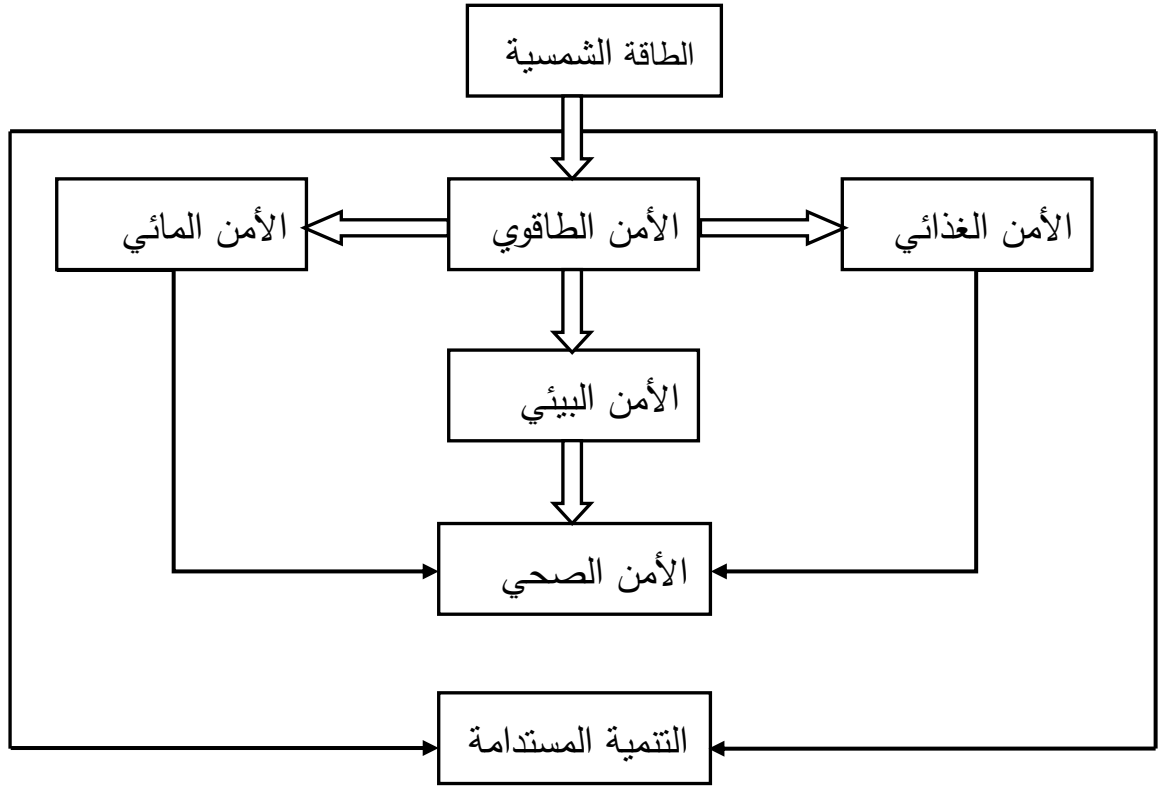 الطاقة الشمسية
الأمن الغذائي
الأمن الطاقوي
الأمن المائي
الأمن البيئي
الأمن الصحي
التنمية المستدامة